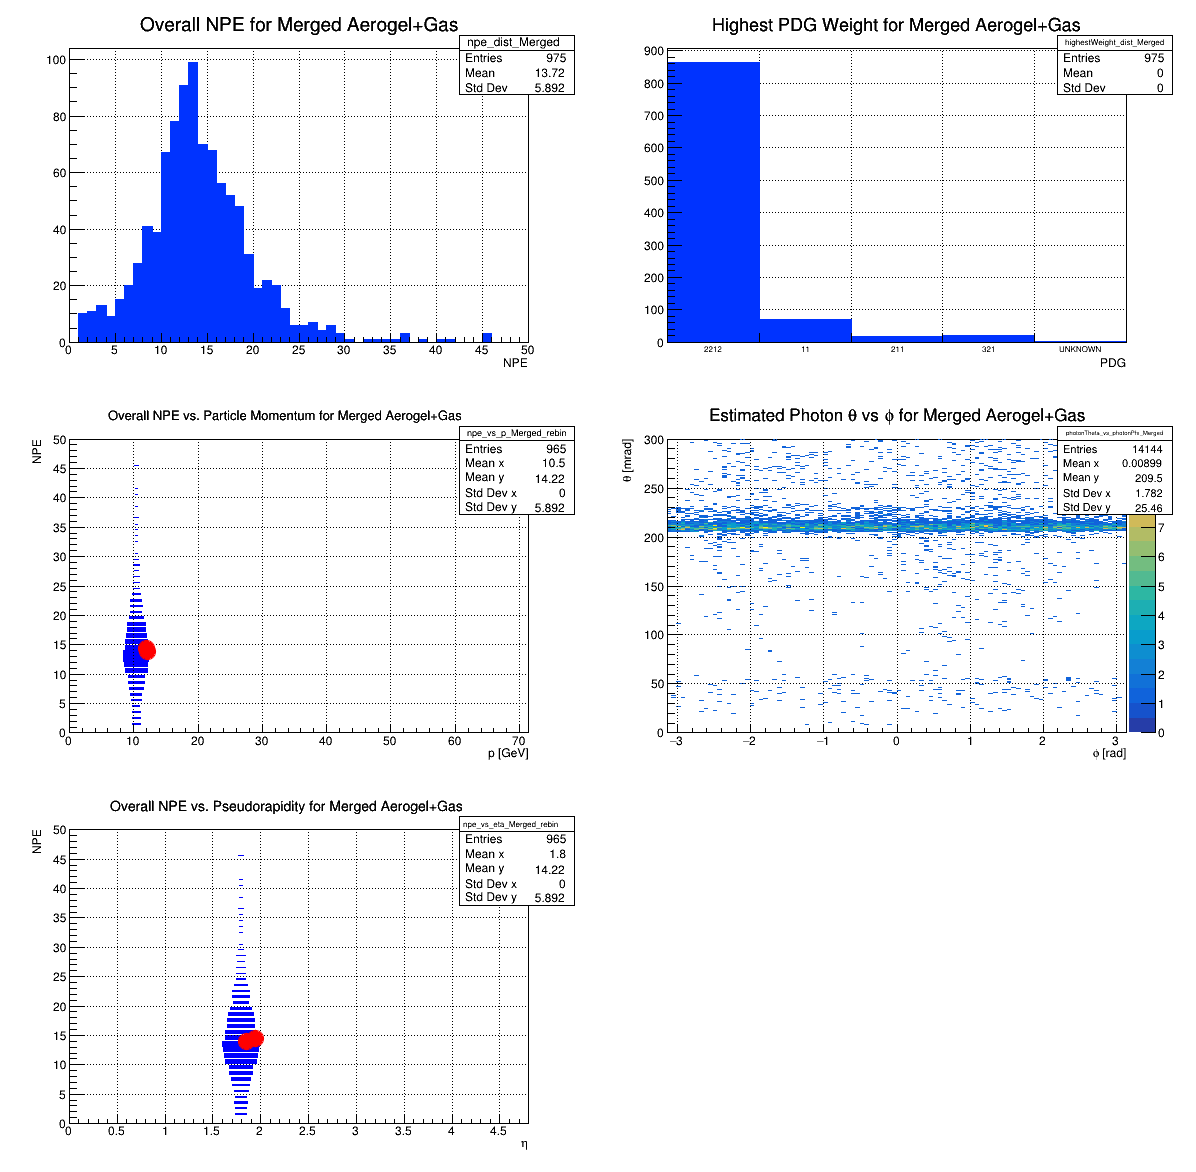 Overall NPE for Merged Aerogel+Gas
npe_dist_Merged
Entries 975
Mean 13.72
Std Dev 5.892
100
80
60
40
20
0
0 5 10 15 20 25 30 35 40 45 50
NPE
Highest PDG Weight for Merged Aerogel+Gas
highestWeight_dist_Merged
Entries 975
Mean 0
Std Dev 0
900
800
700
600
500
400
300
200
100
0
2212 11 211 321 UNKNOWN
PDG
Overall NPE vs. Particle Momentum for Merged Aerogel+Gas
npe_vs_p_Merged_rebin
Entries 965
Mean x 10.5
Mean y 14.22
Std Dev x 0
Std Dev y 5.892
NPE
50
45
40
35
30
25
20
15
10
5
0
0 10 20 30 40 50 60 70
p [GeV]
Estimated Photon θ vs ϕ for Merged Aerogel+Gas
photonTheta_vs_photonPhi_Merged
Entries 14144
Mean x 0.00899
Mean y 209.5
Std Dev x 1.782
Std Dev y 25.46
θ [mrad]
300
250
200
150
100
50
0
−3 −2 −1 0 1 2 3
ϕ [rad]
7
6
5
4
3
2
1
0
Overall NPE vs. Pseudorapidity for Merged Aerogel+Gas
npe_vs_eta_Merged_rebin
Entries 965
Mean x 1.8
Mean y 14.22
Std Dev x 0
Std Dev y 5.892
NPE
50
45
40
35
30
25
20
15
10
5
0
0 0.5 1 1.5 2 2.5 3 3.5 4 4.5
η